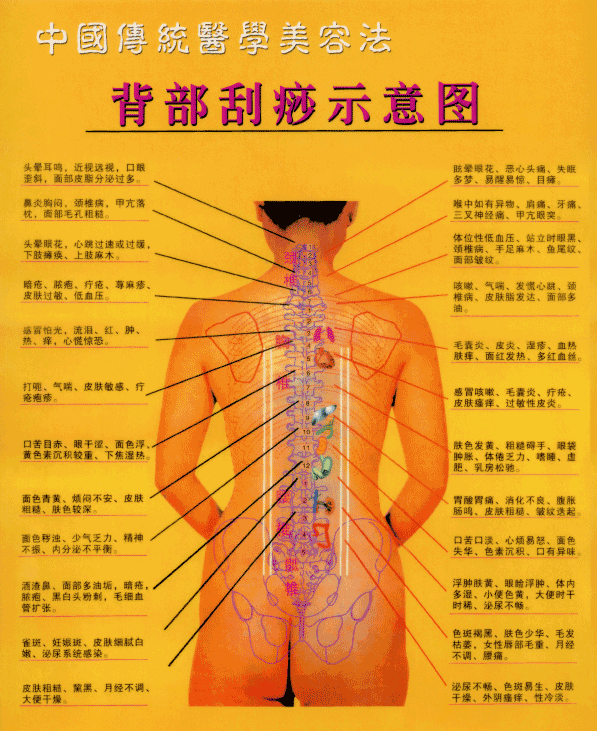 中國傳統醫學美容法
背部刮痧示意图
头晕耳鸣，近视远视，口眼
歪斜，面部皮脂分泌过多。
鼻炎胸闷、颈椎病，甲亢落
枕，面部毛孔粗糙。
头晕眼花，心跳过速或过缓，
下肢瘫痪、上肢麻木。
暗疮、脓疱、疔疮、荨麻疹、
皮肤过敏、低血压。
感冒怕光，流泪、红、肿、
热、痒，心慌惊恐。
打呃，气喘、皮肤敏感、疔
疮疱疹。
口苦目赤、眼干涩、面色浮、
黄色素沉积较重、下焦湿热。
面色青黄、烦闷不安、皮肤
粗糙、肤色较深。
面色秽浊、少气乏力、精神
不振、内分泌不平衡。
酒渣鼻、面部多油垢，暗疮，
脓疱、黑白头粉刺，毛细血
管扩张。
雀斑、妊娠斑、皮肤细腻白
嫩、泌尿系统感染。
皮肤粗糙、黧黑、月经不调、
大便干燥。
眩晕眼花、恶心头痛、失眠
多梦、易醒易惊、目瘫。
喉中如有异物、肩痛、牙痛、
三叉神经痛、甲亢眼突。
体位性低血压、站立时眼黑、
颈椎病、手足麻木、鱼尾纹、
面部皱纹。
咳嗽、气喘、发慌心跳、颈
椎病、皮肤脂发达、面部多
油。
毛囊炎、皮炎、湿疹、血热
肤痒、面红发热、多红血丝。
感冒咳嗽、毛囊炎、疔疮、
皮肤瘙痒、过敏性皮炎。
肤色发黄、粗糙碍手、眼袋
肿胀、体倦乏力、嗜睡、虚
肥、乳房松驰。
胃酸胃痛、消化不良、腹胀
肠鸣、皮肤粗糙、皱纹迭起。
口苦口淡、心烦易怒、面色
失华、色素沉积、口有异味。
浮肿肤黄、眼睑浮肿、体内
多湿、小便色黄，大便时干
时稀、泌尿不畅。
色斑褐黑、肤色少华、毛发
枯萎，女性唇部毛重、月经
不调、腰痛。
泌尿不畅、色斑易生、皮肤
干燥、外阴瘙痒、性冷淡。
颈
椎
胸
椎
腰
椎
骶
椎